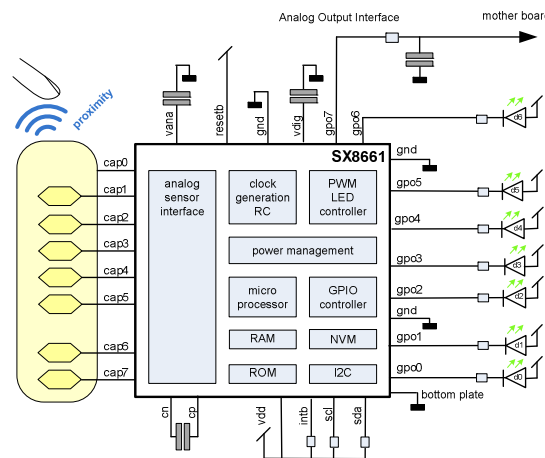 Analog Output Interface
mother boar
proximity
vana
resetb
gnd
vdig
gpo7
gpo6
d6
SX8661
gnd
cap0
cap1
cap2
cap3
cap4
cap5
cap6
cap7
analog
sensor
interface
clock
generation
RC
PWM
LED
controller
power management
micro
processor
GPIO
controller
RAM
NVM
ROM
I2C
gpo5
d5
gpo4
d4
gpo3
d3
gpo2
d2
gnd
gpo1
d1
gpo0
d0
bottom plate
cn
cp
vdd
intb
scl
sda